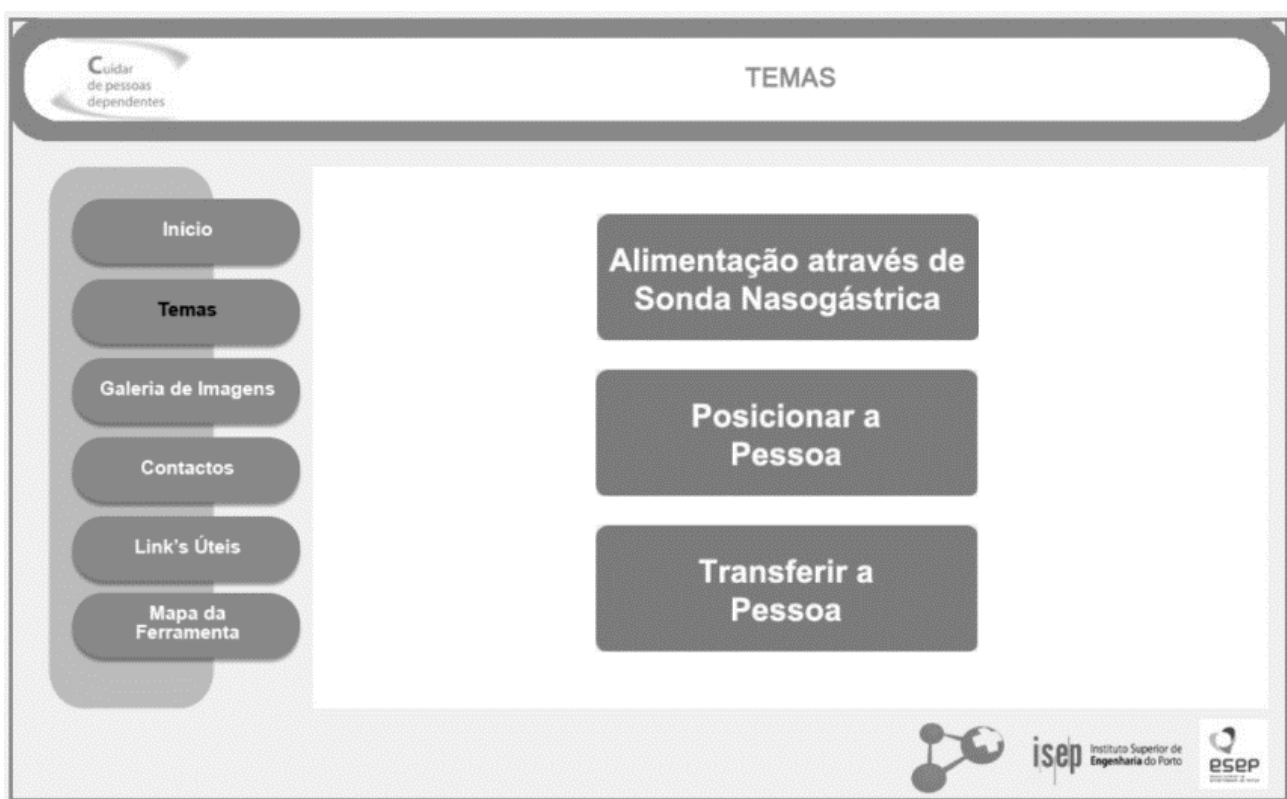 Cuidar
de pessoas
dependentes
TEMAS
Início
Temas
Galeria de Imagens
Contactos
Link's Úteis
Mapa da
Ferramenta
Alimentação através de
Sonda Nasogástrica
Posicionar a
Pessoa
Transferir a
Pessoa
isep
Instituto Superior de
Engenharia do Porto
esep